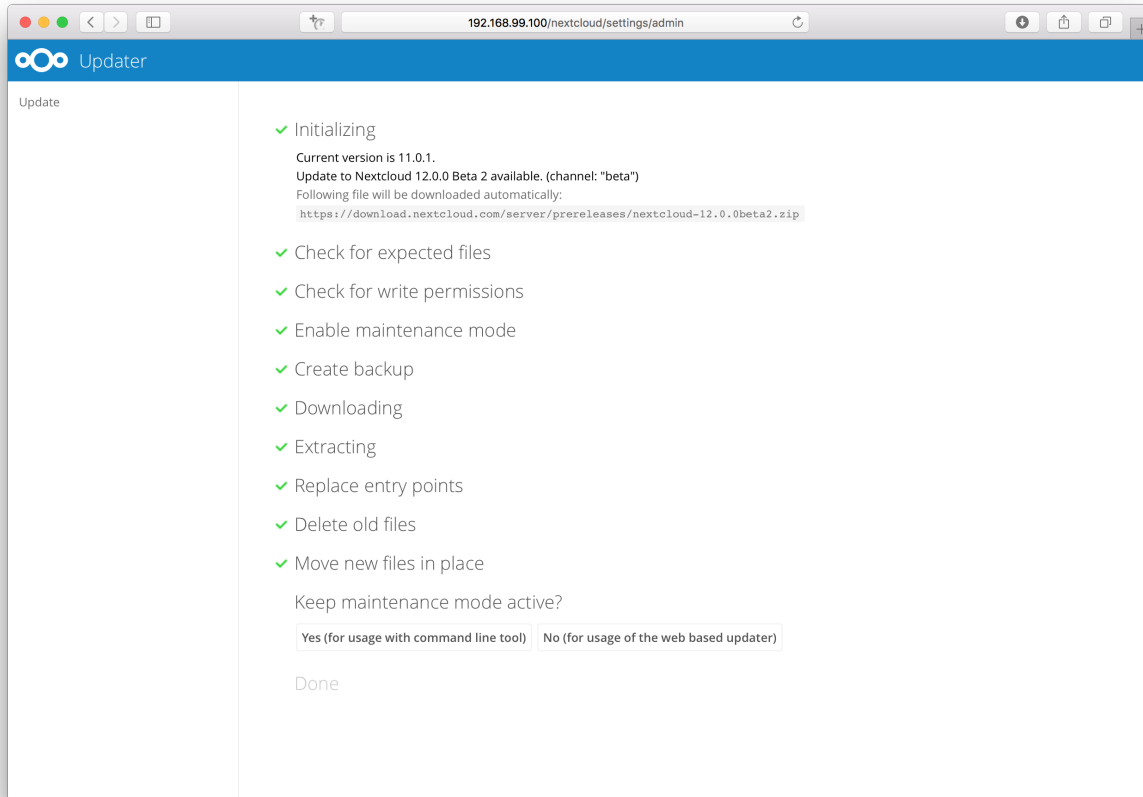 192.168.99.100/nextcloud/settings/admin
Updater
Update
Initializing
Current version is 11.0.1.
Update to Nextcloud 12.0.0 Beta 2 available. (channel: "beta")
Following file will be downloaded automatically:
https://download.nextcloud.com/server/prereleases/nextcloud-12.0.0beta2.zip
Check for expected files
Check for write permissions
Enable maintenance mode
Create backup
Downloading
Extracting
Replace entry points
Delete old files
Move new files in place
Keep maintenance mode active?
Yes (for usage with command line tool) No (for usage of the web based updater)
Done